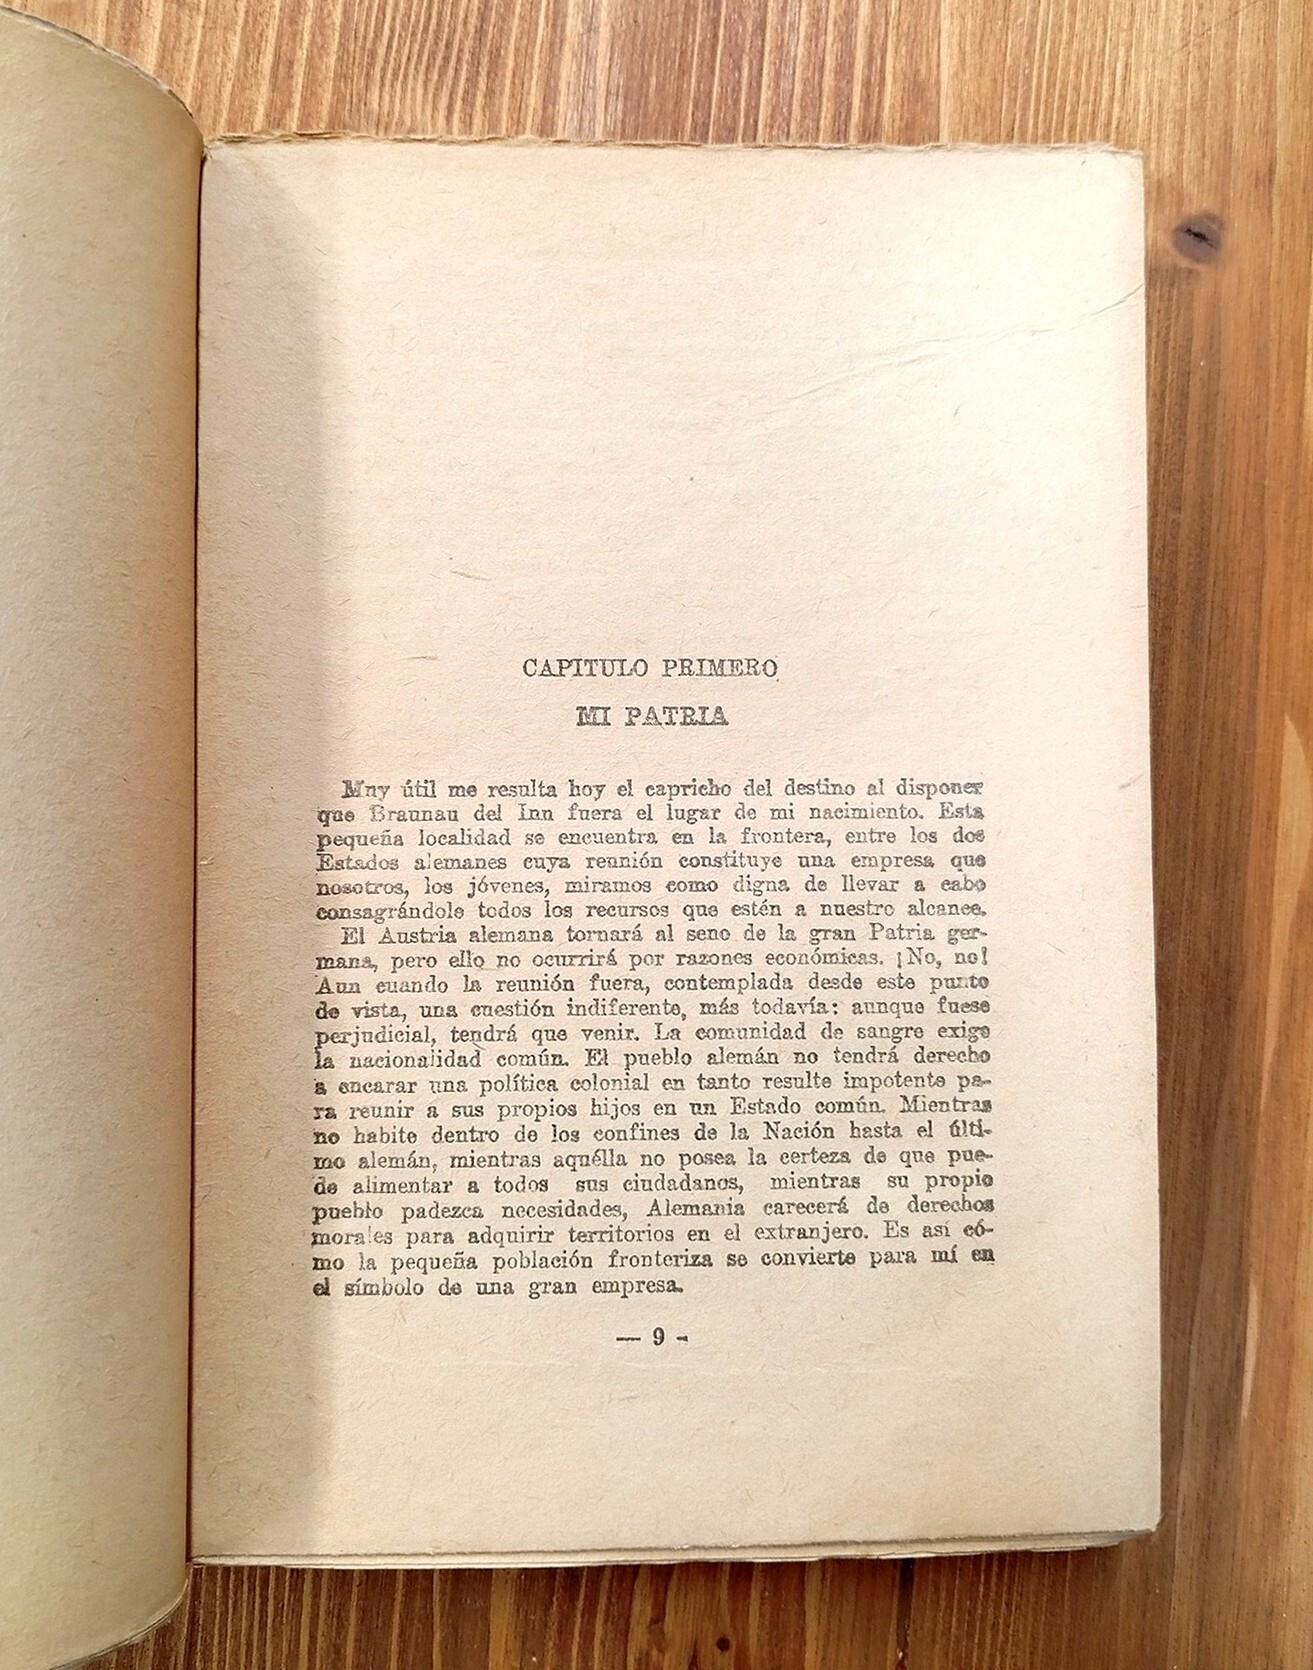 CAPITULO PRIMERO
MI PATRIA
Muy útil me resulta hoy el capricho del destino al disponer
que Braunau del Inn fuera el lugar de mi nacimiento. Esta
pequeña localidad se encuentra en la frontera, entre los dos
Estados alemanes cuya reunión constituye una empresa que
nosotros, los jóvenes, miramos como digna de llevar a cabo
consagrándole todos los recursos que estén a nuestro alcance.
El Austria alemana tornará al seno de la gran Patria ger-
mana, pero ello no ocurrirá por razones económicas. ¡No, no!
Aun cuando la reunión fuera, contemplada desde este punto
de vista, una cuestión indiferente, más todavía: aunque fuese
perjudicial, tendrá que venir. La comunidad de sangre exige
la nacionalidad común. El pueblo alemán no tendrá derecho
a encarar una política colonial en tanto resulte impotente pa-
ra reunir a sus propios hijos en un Estado común. Mientras
no habite dentro de los confines de la Nación hasta el últi-
mo alemán, mientras aquélla no posea la certeza de que pue-
de alimentar a todos sus ciudadanos, mientras su propio
pueblo padezca necesidades, Alemania carecerá de derechos
morales para adquirir territorios en el extranjero. Es así có-
mo la pequeña población fronteriza se convierte para mí en
el símbolo de una gran empresa.
— 9 -